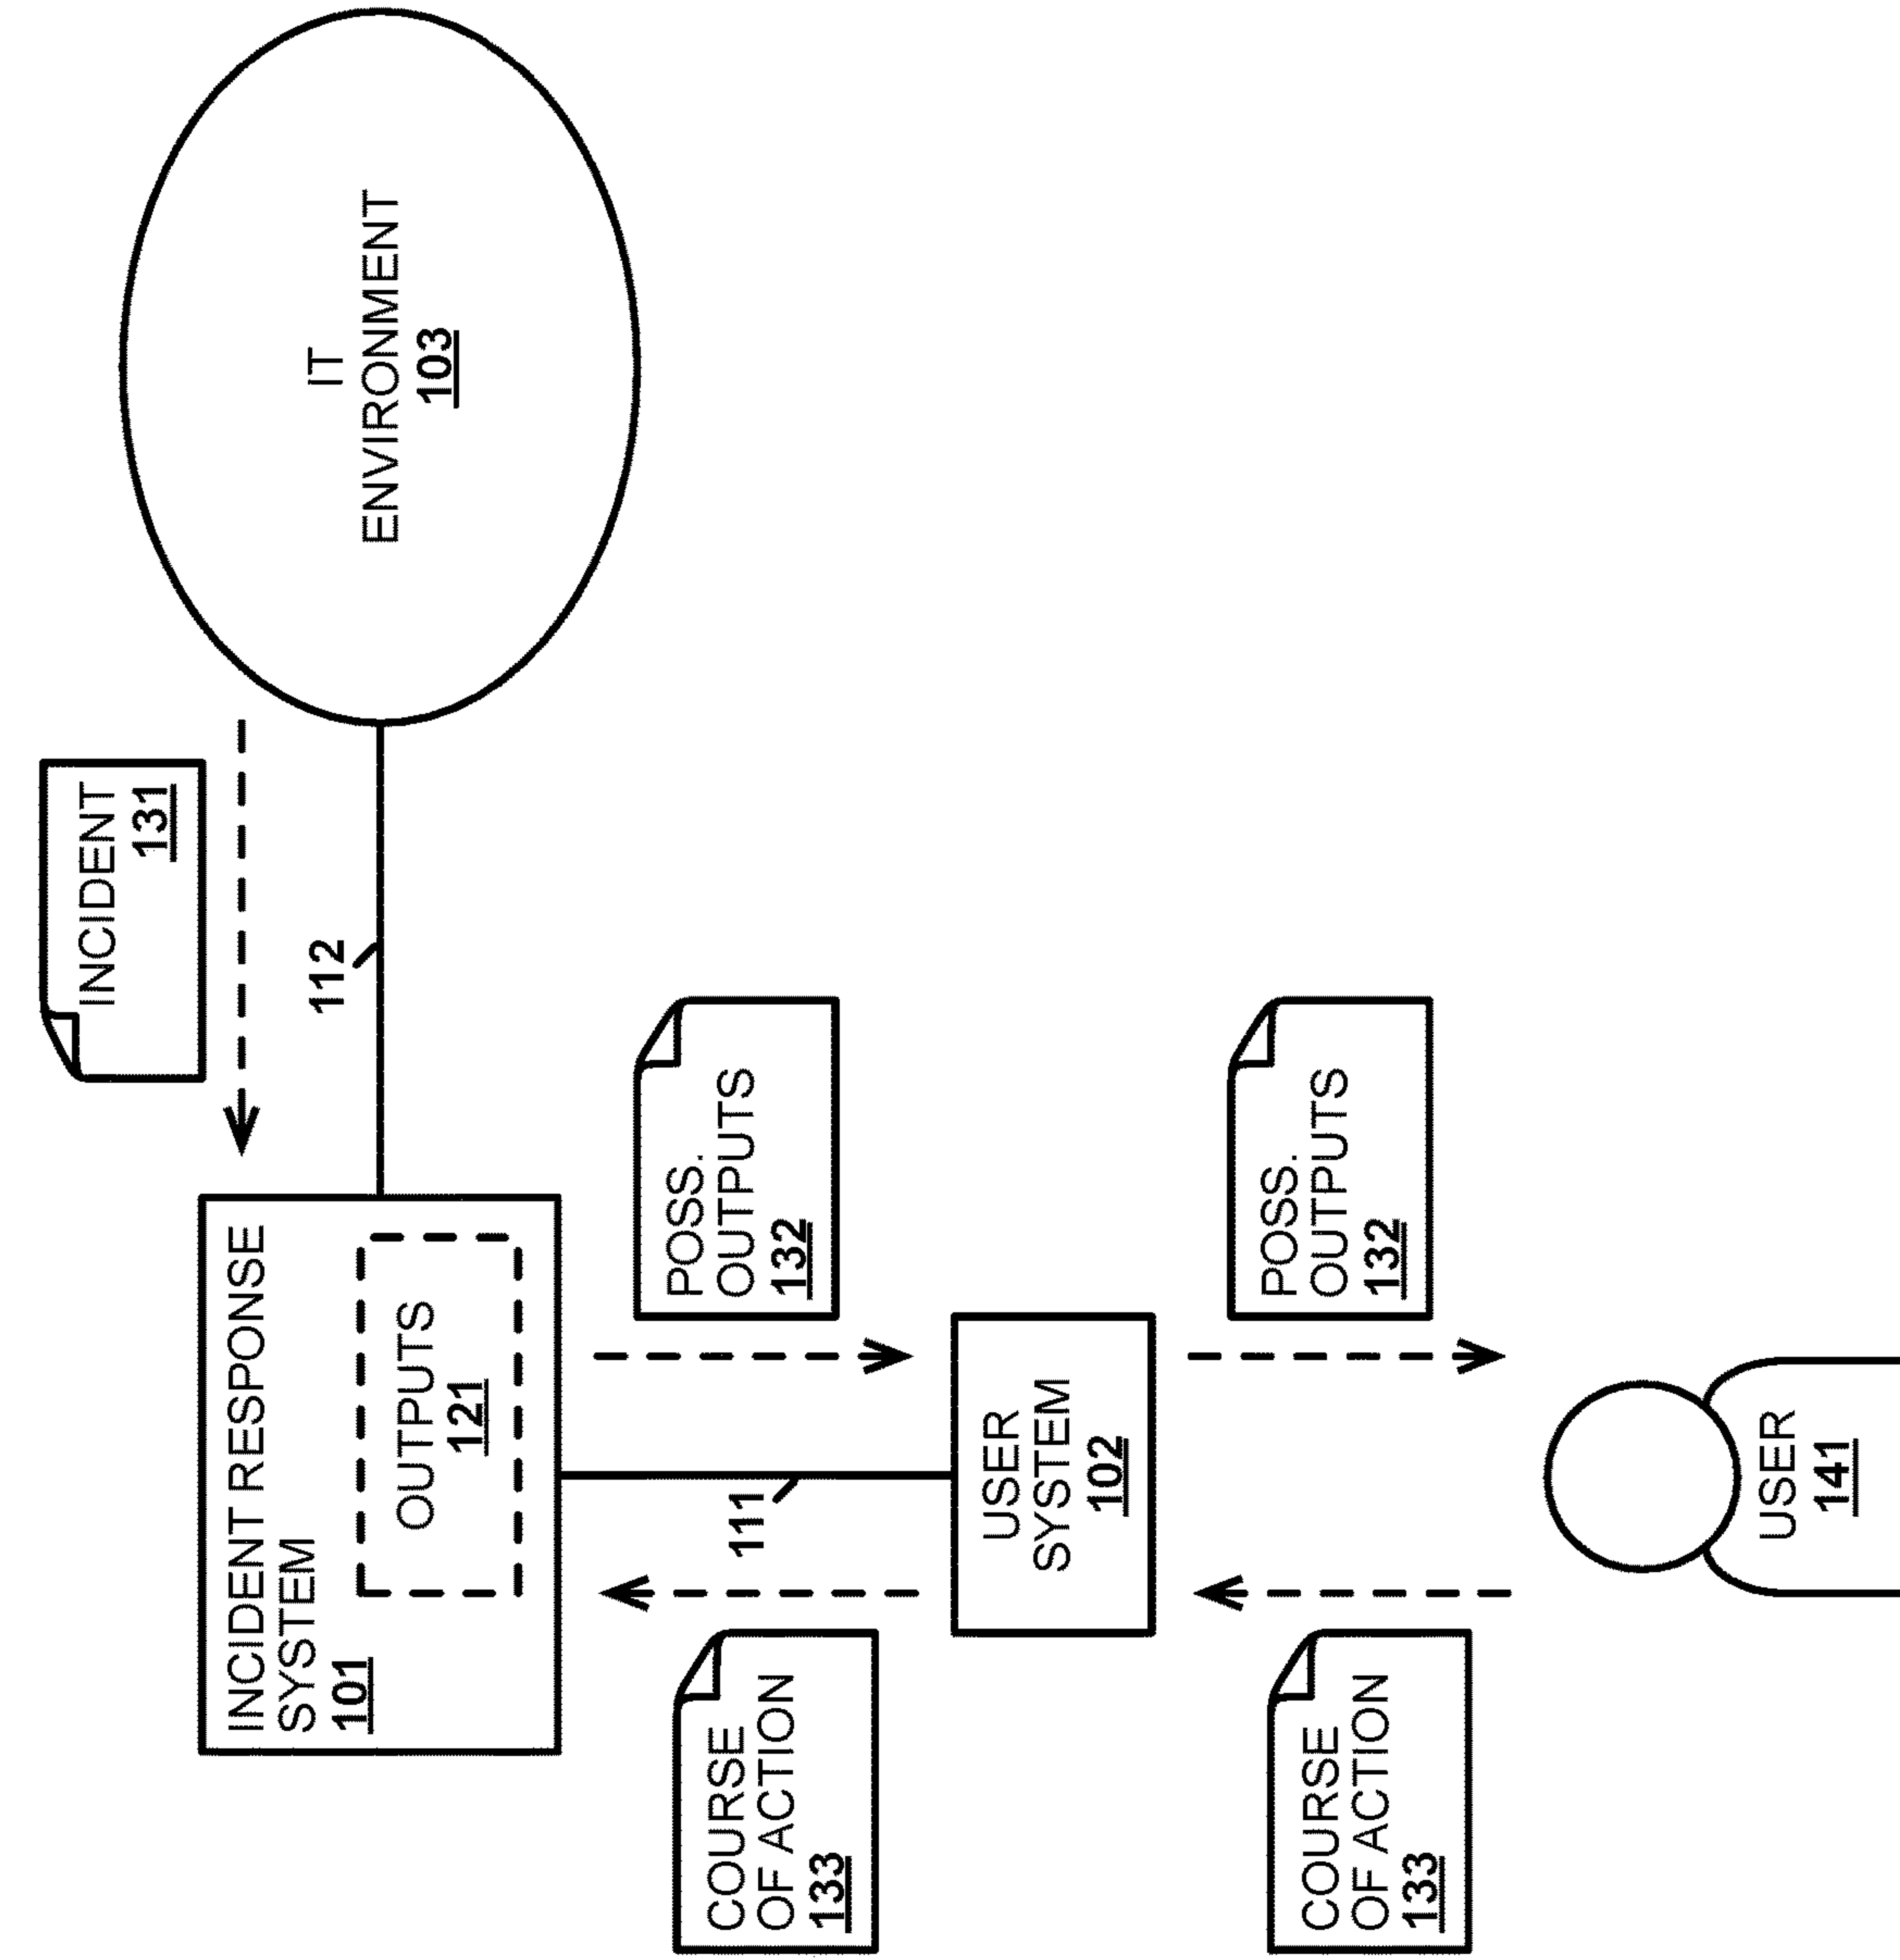 IT
ENVIRONMENT
103
INCIDENT
131
112
INCIDENT RESPONSE
SYSTEM
101
OUTPUTS
121
POSS.
OUTPUTS
132
111
COURSE
OF ACTION
133
USER
SYSTEM
102
POSS.
OUTPUTS
132
COURSE
OF ACTION
133
USER
141